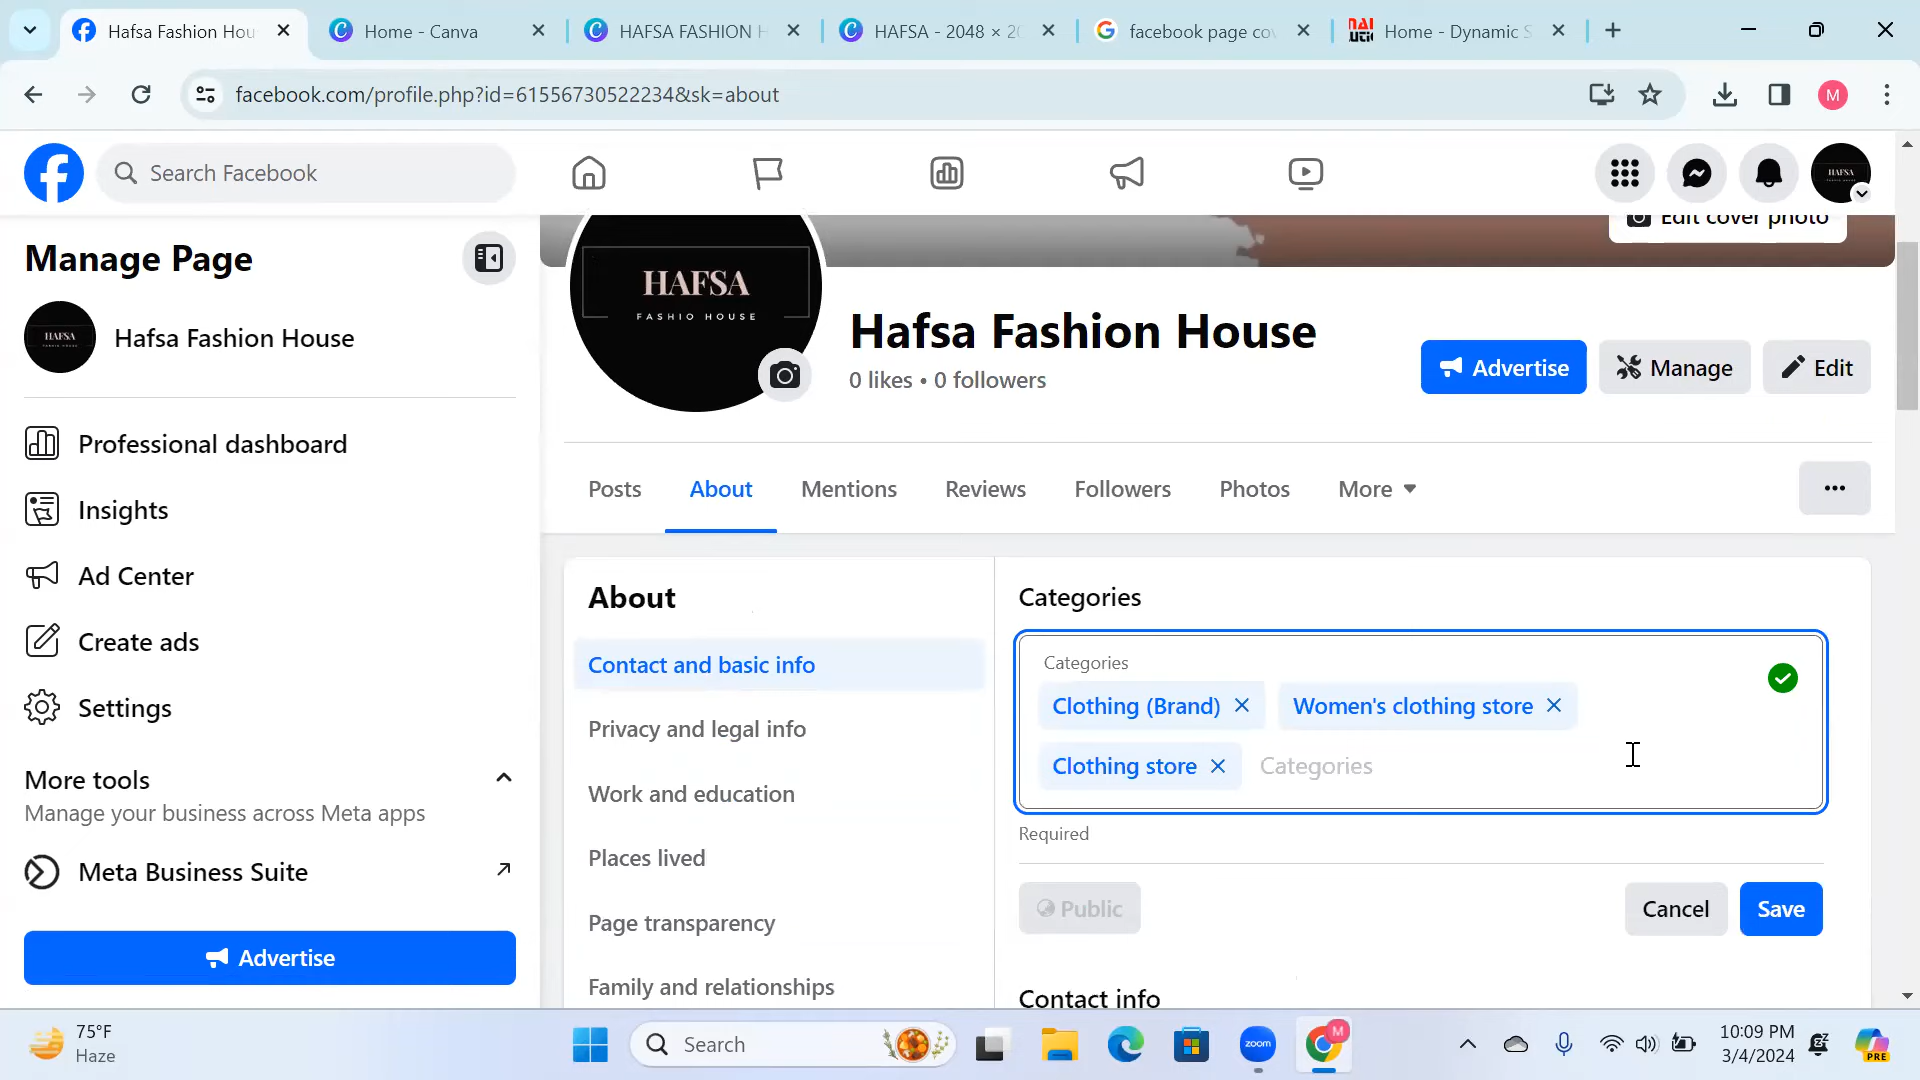 Hafsa Fashion Hou
Home - Canva
HAFSA FASHION H
HAFSA - 2048 × 20
facebook page co
Home - Dynamic S
facebook.com/profile.php?id=61556730522234&sk=about
M
Search Facebook
HAFSA
Manage Page
Edit cover photo
HAFSA
FASHIO HOUSE
HAFSA
Hafsa Fashion House
Hafsa Fashion House
0 likes • 0 followers
Advertise
Manage
Edit
Professional dashboard
Insights
Ad Center
Create ads
Settings
More tools
Manage your business across Meta apps
Meta Business Suite
Advertise
Posts
About
Mentions
Reviews
Followers
Photos
More
About
Contact and basic info
Privacy and legal info
Work and education
Places lived
Page transparency
Family and relationships
Categories
Categories
Clothing (Brand)
Women's clothing store
Clothing store
Categories
Required
Public
Cancel
Save
Contact info
75°F
Haze
Search
zoom
M
10:09 PM
3/4/2024
PRE